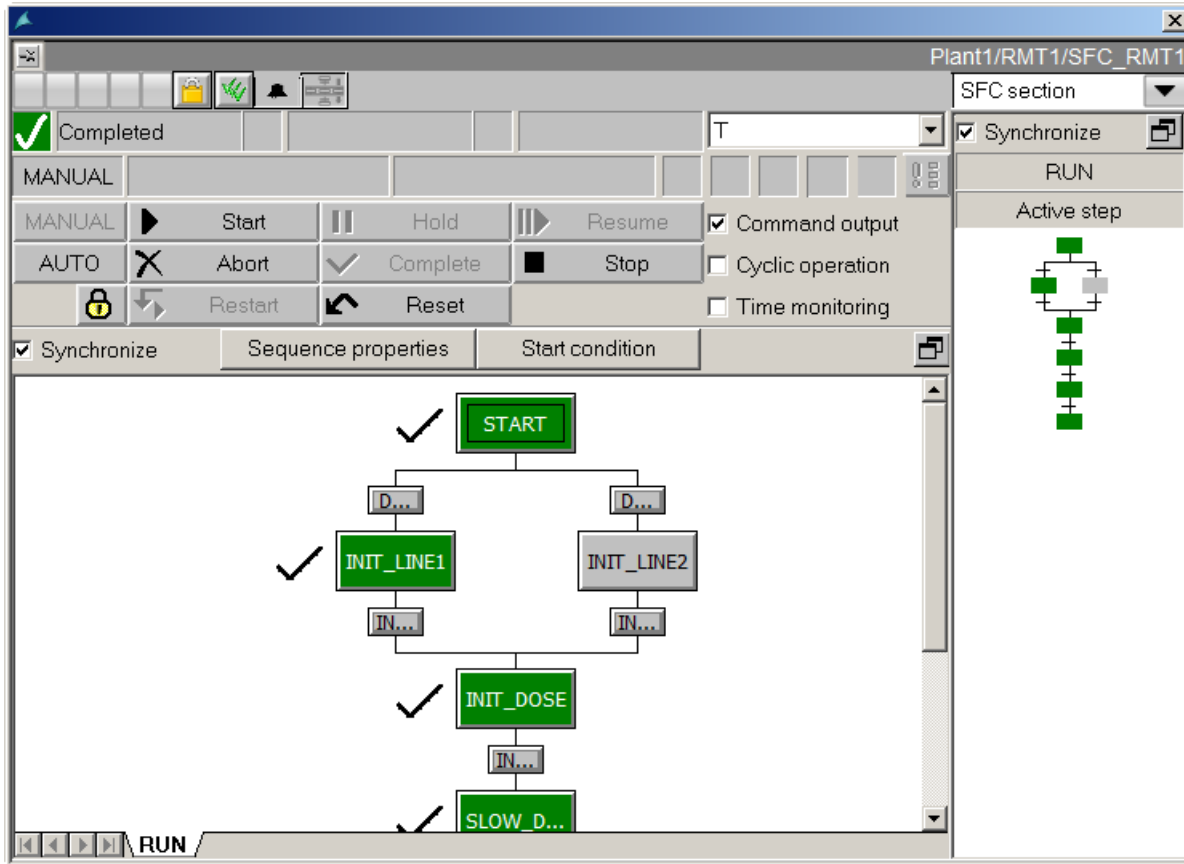 Plant1/RMT1/SFC_RMT1
SFC section
Completed
T
Synchronize
MANUAL
RUN
MANUAL Start Hold Resume
Command output
Active step
AUTO Abort Complete Stop
Cyclic operation
Restart Reset
Time monitoring
Synchronize Sequence properties Start condition
START
D... D...
INIT_LINE1 INIT_LINE2
IN... IN...
INIT_DOSE
IN...
SLOW_D...
RUN